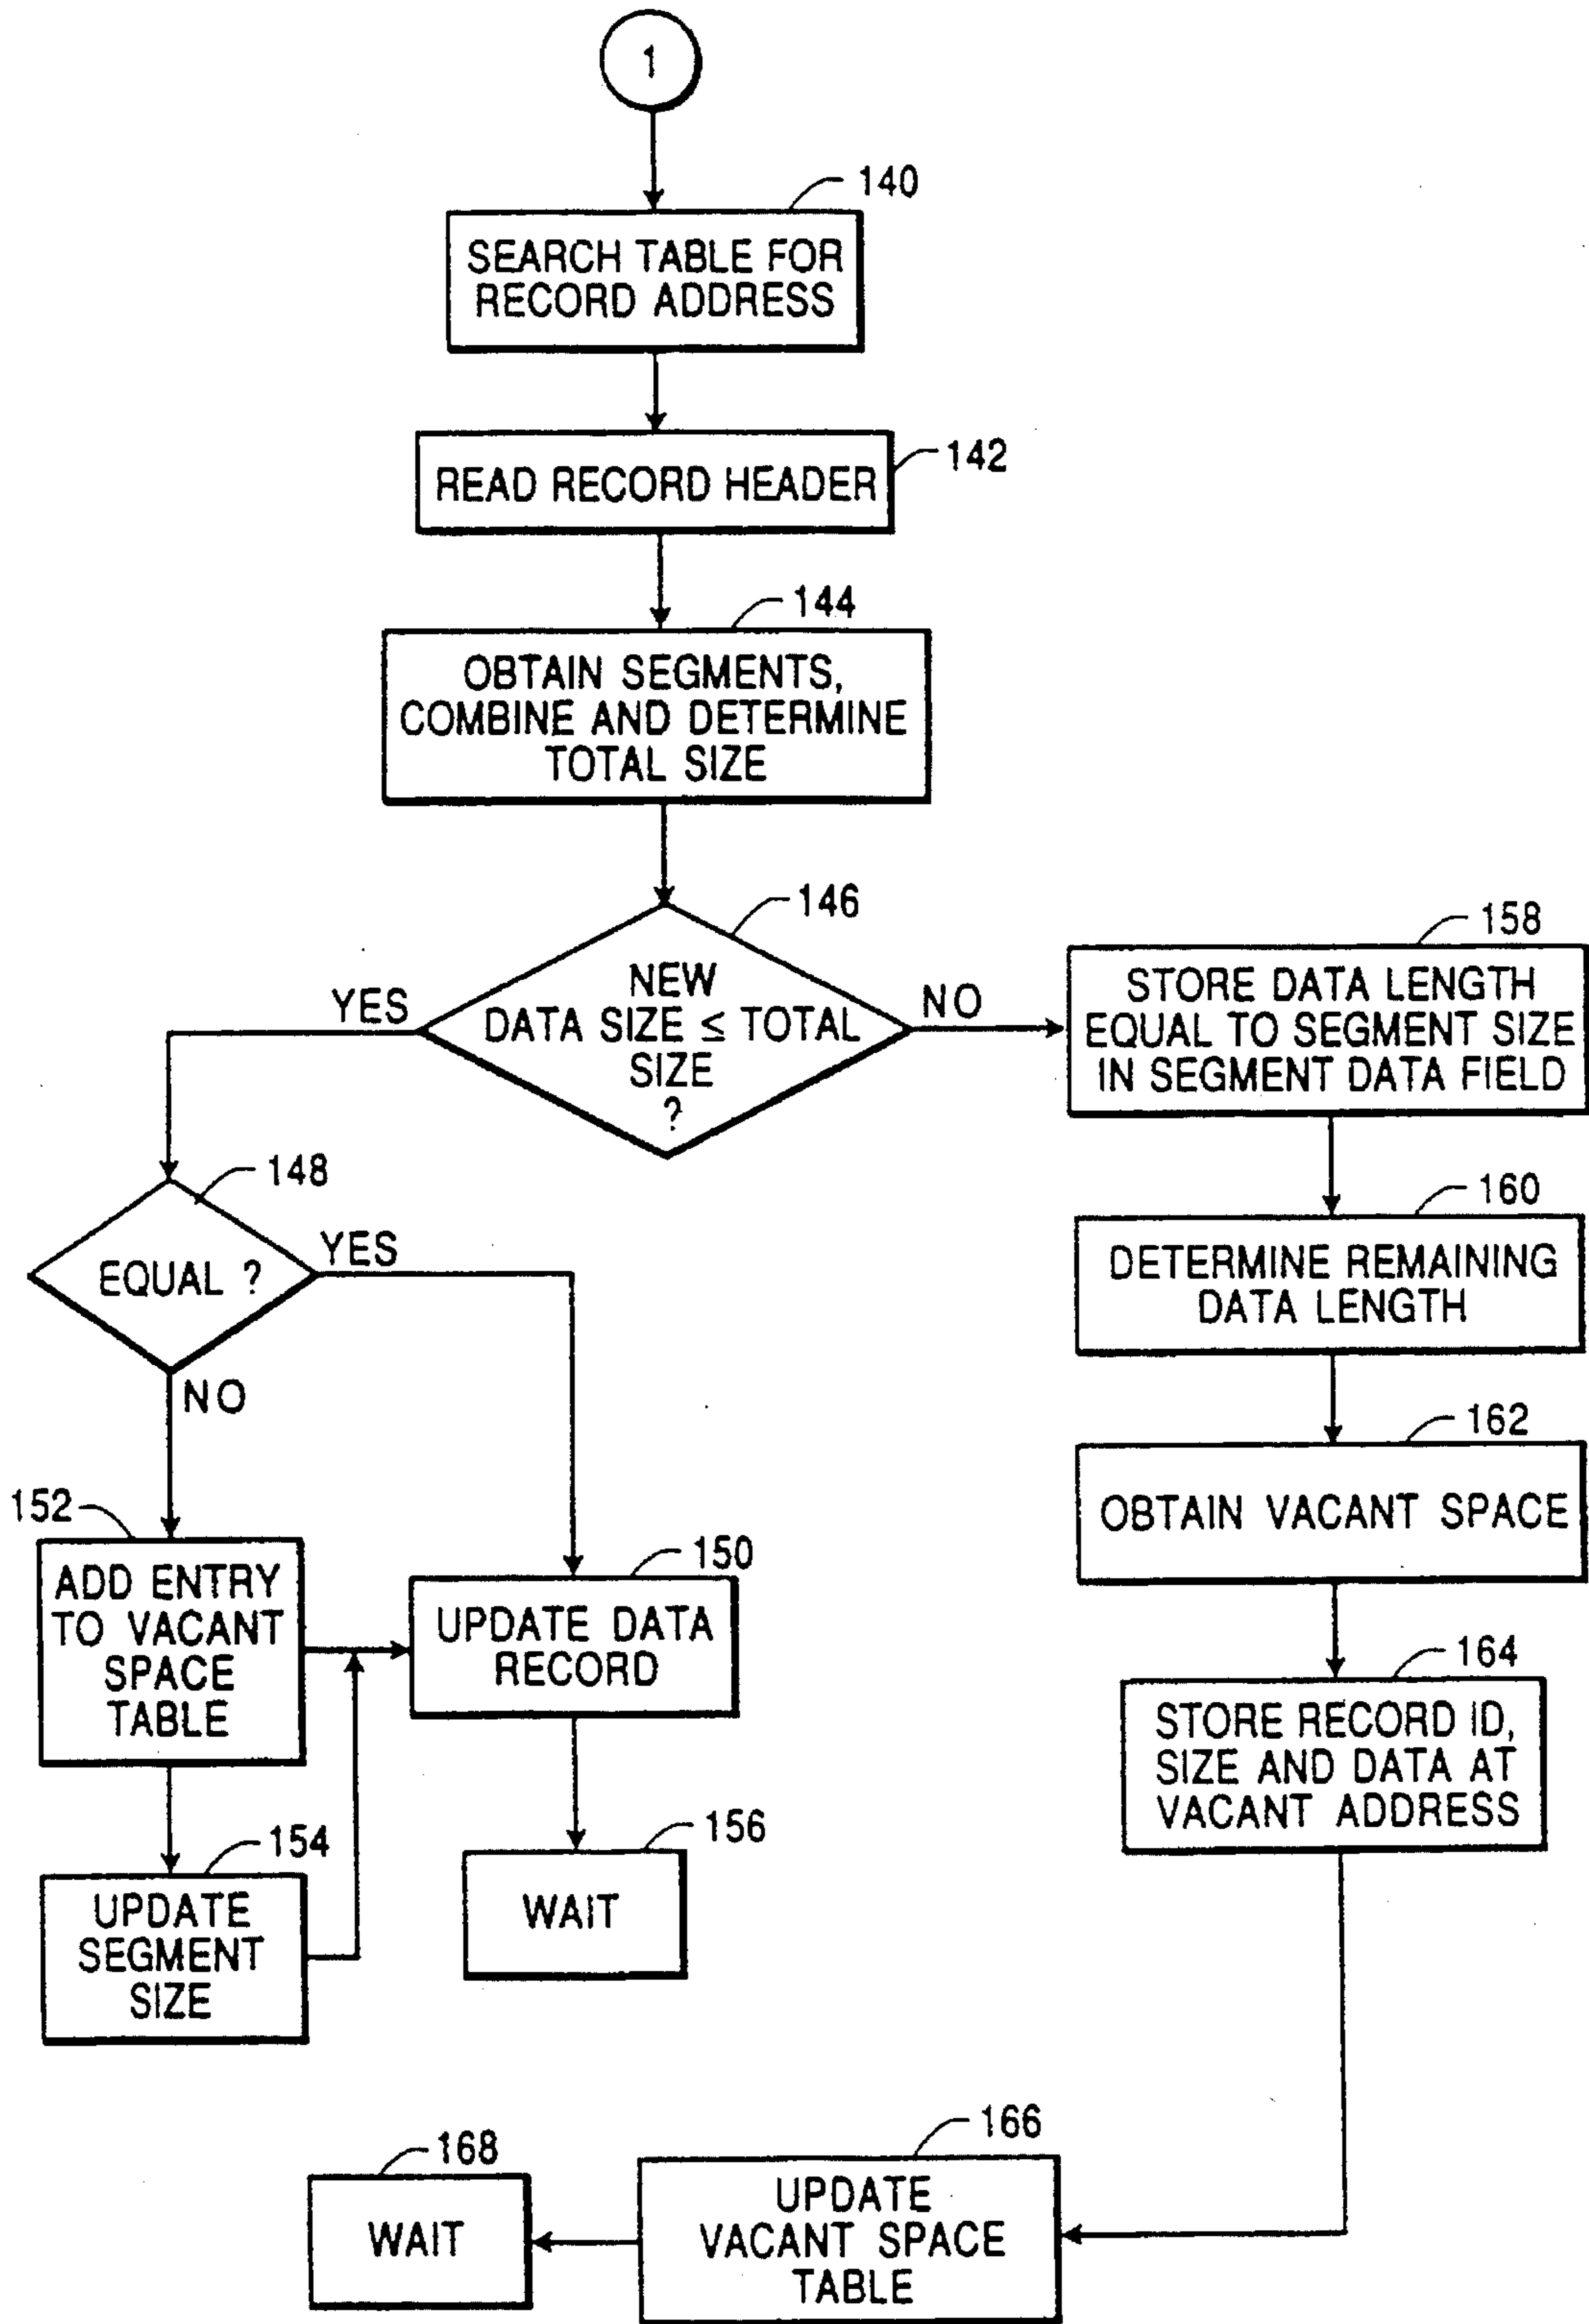 1
140
SEARCH TABLE FOR
RECORD ADDRESS
142
READ RECORD HEADER
144
OBTAIN SEGMENTS,
COMBINE AND DETERMINE
TOTAL SIZE
146
NEW
DATA SIZE ≤ TOTAL
SIZE
?
YES
NO
158
STORE DATA LENGTH
EQUAL TO SEGMENT SIZE
IN SEGMENT DATA FIELD
148
EQUAL ?
YES
NO
160
DETERMINE REMAINING
DATA LENGTH
162
OBTAIN VACANT SPACE
152
ADD ENTRY
TO VACANT
SPACE
TABLE
150
UPDATE DATA
RECORD
164
STORE RECORD ID,
SIZE AND DATA AT
VACANT ADDRESS
154
UPDATE
SEGMENT
SIZE
156
WAIT
166
UPDATE
VACANT SPACE
TABLE
168
WAIT